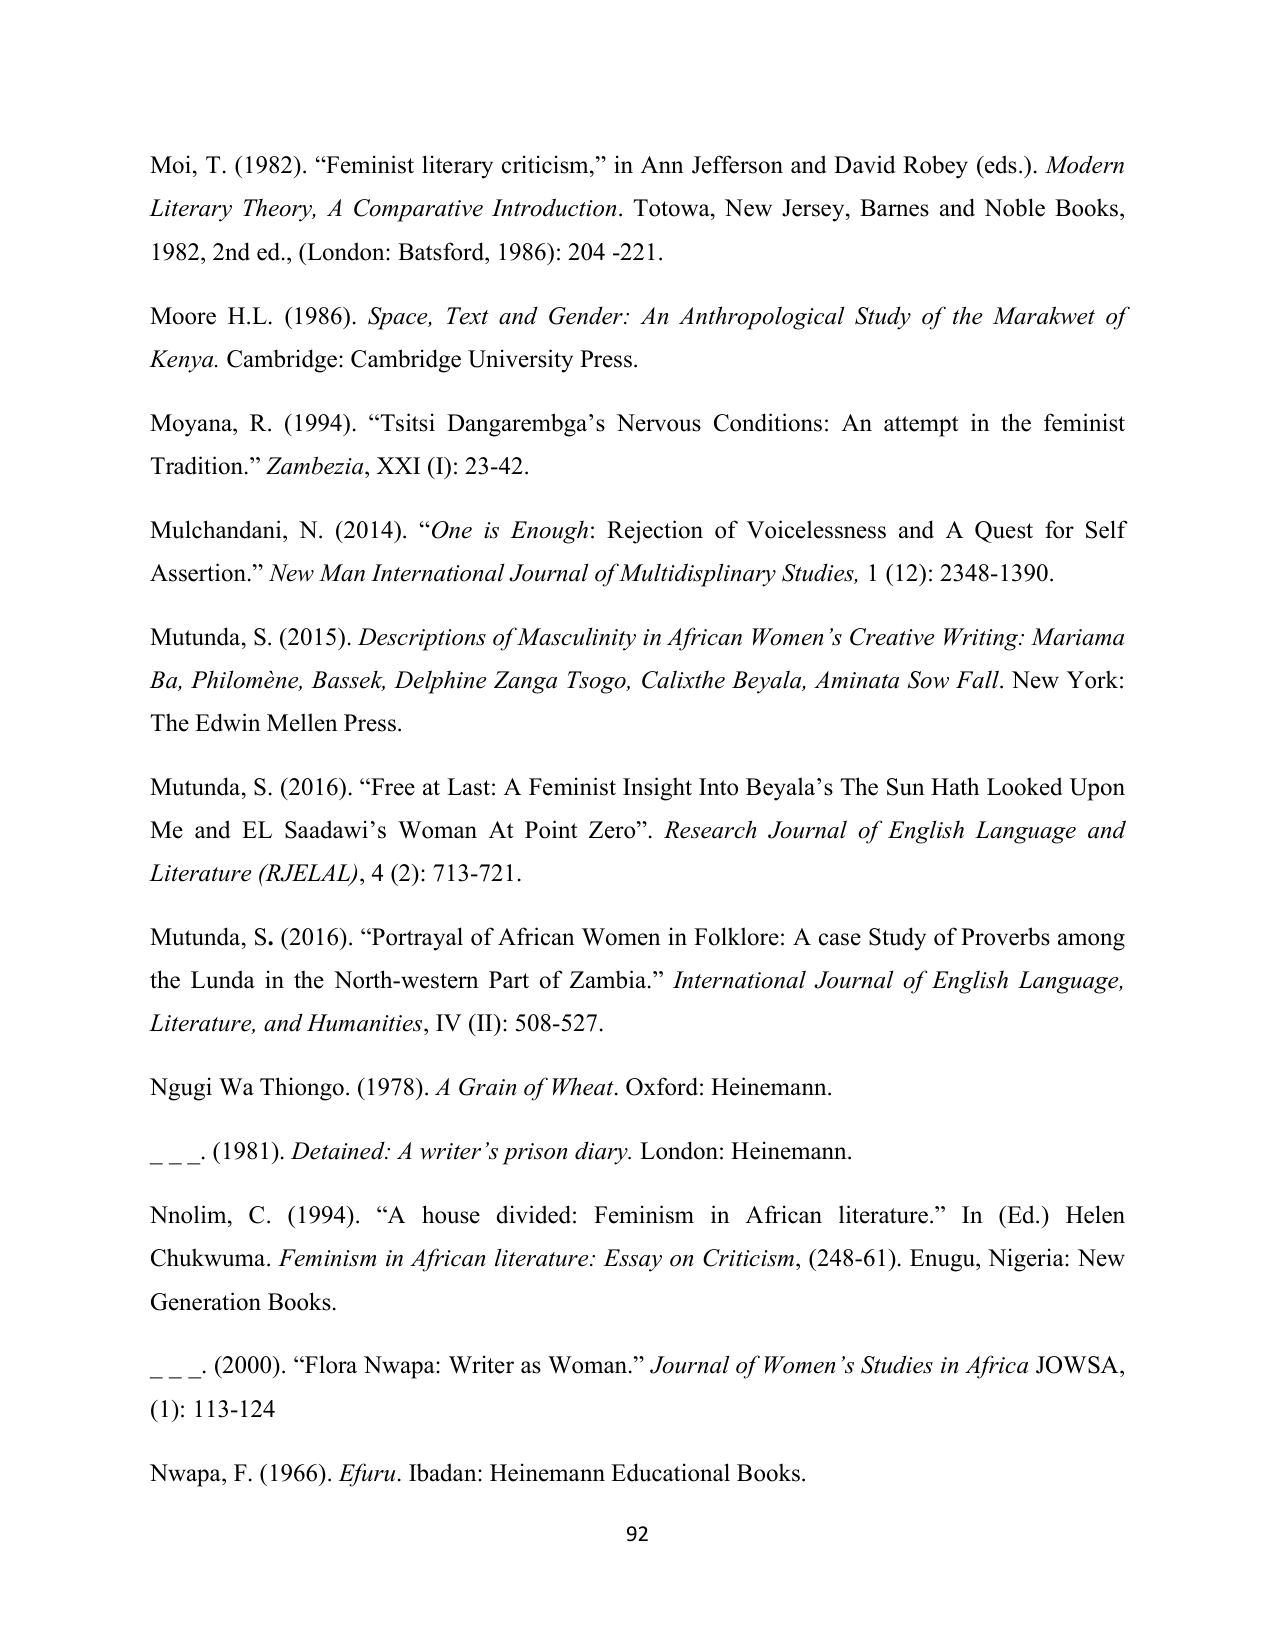 Moi, T. (1982). “Feminist literary criticism,” in Ann Jefferson and David Robey (eds.). Modern
Literary Theory, A Comparative Introduction. Totowa, New Jersey, Barnes and Noble Books,
1982, 2nd ed., (London: Batsford, 1986): 204 -221.
Moore H.L. (1986). Space, Text and Gender: An Anthropological Study of the Marakwet of
Kenya. Cambridge: Cambridge University Press.
Moyana, R. (1994). “Tsitsi Dangarembga’s Nervous Conditions: An attempt in the feminist
Tradition.” Zambezia, XXI (I): 23-42.
Mulchandani, N. (2014). “One is Enough: Rejection of Voicelessness and A Quest for Self
Assertion.” New Man International Journal of Multidisplinary Studies, 1 (12): 2348-1390.
Mutunda, S. (2015). Descriptions of Masculinity in African Women’s Creative Writing: Mariama
Ba, Philomène, Bassek, Delphine Zanga Tsogo, Calixthe Beyala, Aminata Sow Fall. New York:
The Edwin Mellen Press.
Mutunda, S. (2016). “Free at Last: A Feminist Insight Into Beyala’s The Sun Hath Looked Upon
Me and EL Saadawi’s Woman At Point Zero”. Research Journal of English Language and
Literature (RJELAL), 4 (2): 713-721.
Mutunda, S. (2016). “Portrayal of African Women in Folklore: A case Study of Proverbs among
the Lunda in the North-western Part of Zambia.” International Journal of English Language,
Literature, and Humanities, IV (II): 508-527.
Ngugi Wa Thiongo. (1978). A Grain of Wheat. Oxford: Heinemann.
_ _ _. (1981). Detained: A writer’s prison diary. London: Heinemann.
Nnolim, C. (1994). “A house divided: Feminism in African literature.” In (Ed.) Helen
Chukwuma. Feminism in African literature: Essay on Criticism, (248-61). Enugu, Nigeria: New
Generation Books.
_ _ _. (2000). “Flora Nwapa: Writer as Woman.” Journal of Women’s Studies in Africa JOWSA,
(1): 113-124
Nwapa, F. (1966). Efuru. Ibadan: Heinemann Educational Books.
92